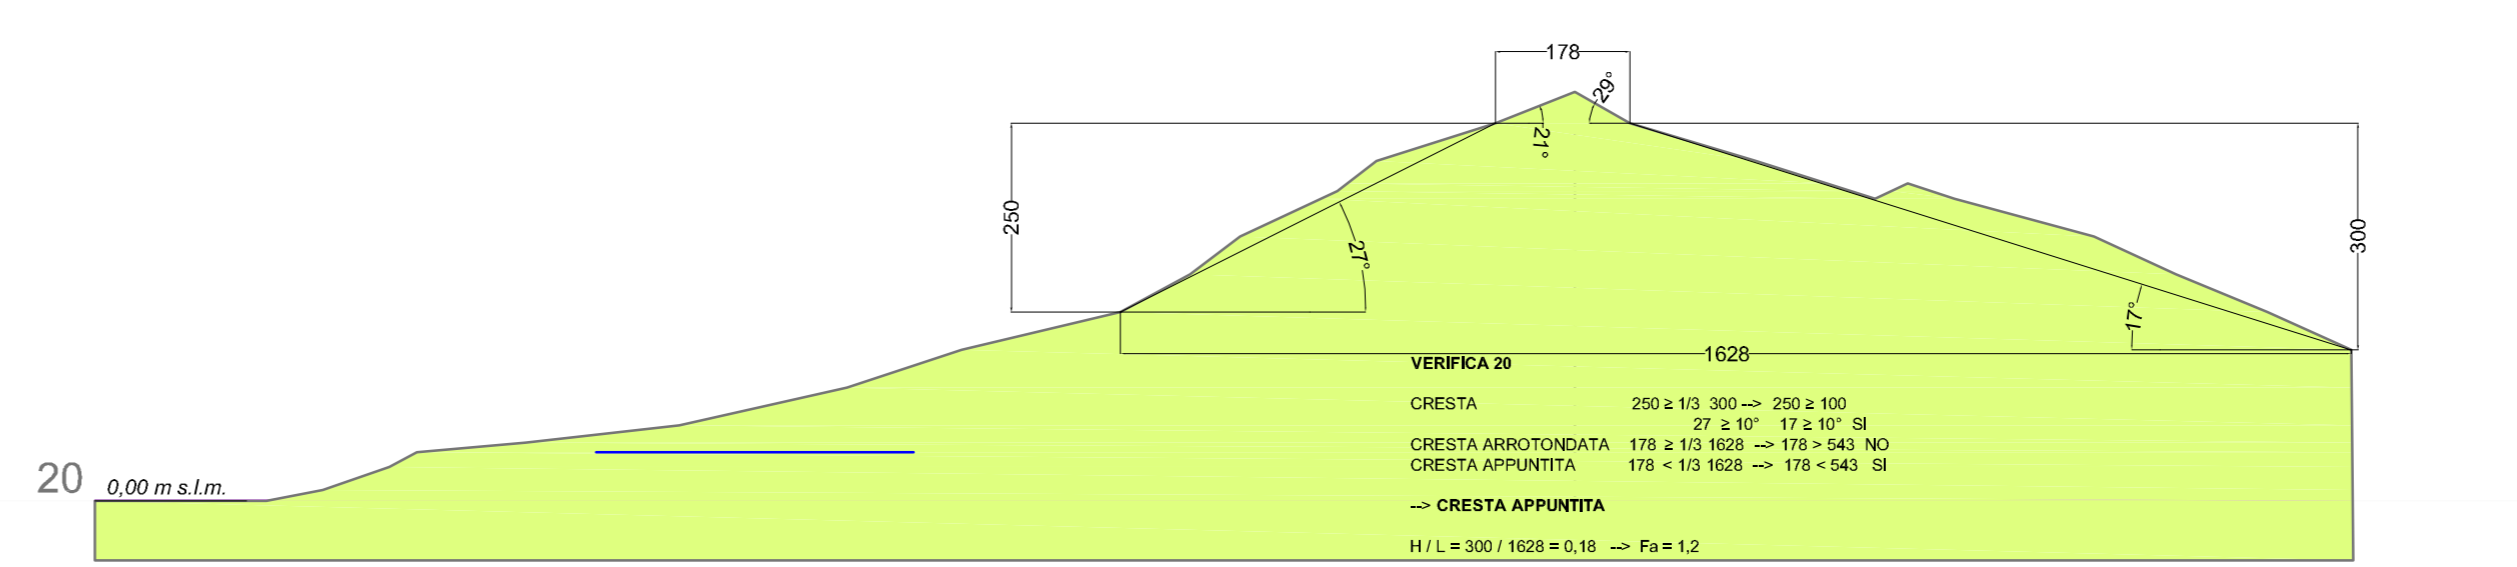 178
29°
21°
250
27°
300
17°
1628
VERIFICA 20
CRESTA 250 ≥ 1/3 300 --> 250 ≥ 100
27 ≥ 10° 17 ≥ 10° SI
CRESTA ARROTONDATA 178 ≥ 1/3 1628 --> 178 > 543 NO
CRESTA APPUNTITA 178 < 1/3 1628 --> 178 < 543 SI
--> CRESTA APPUNTITA
H / L = 300 / 1628 = 0,18 --> Fa = 1,2
20
0,00 m s.l.m.